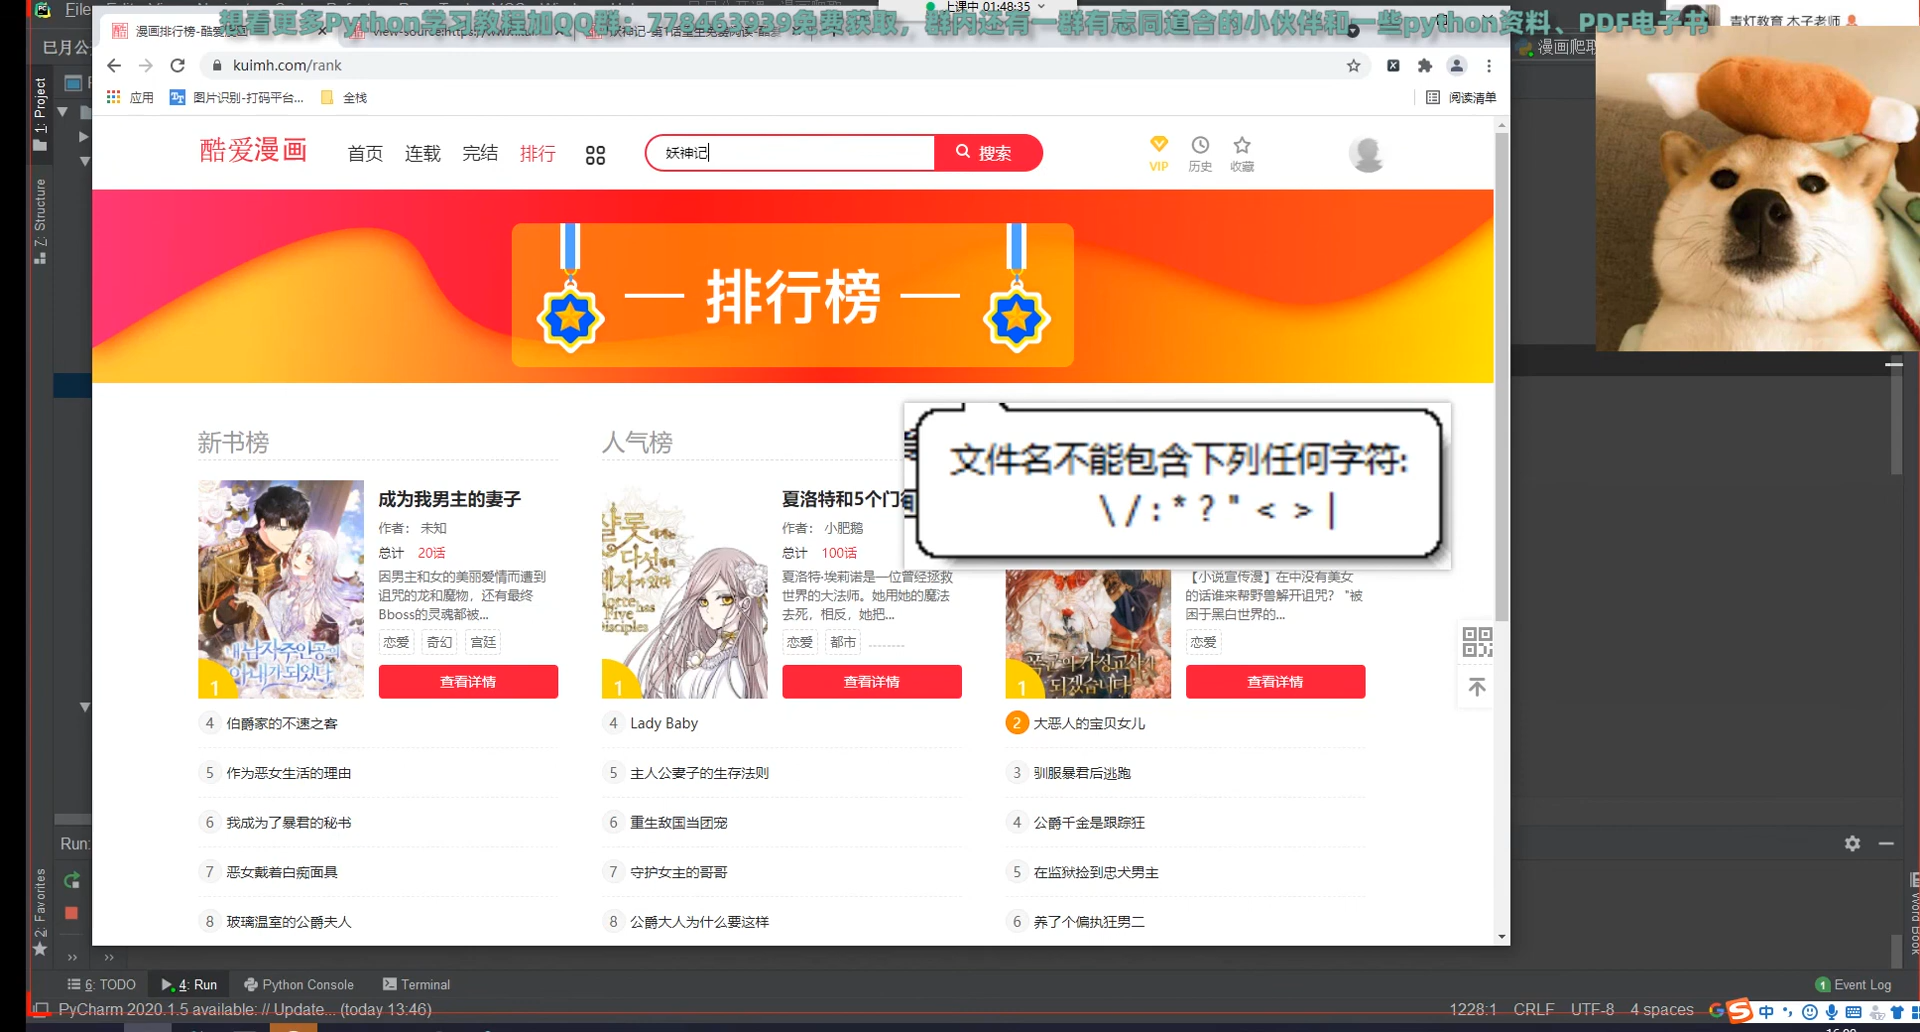 上课中 01:48:35
想看更多Python学习教程加QQ群：778463939免费获取，群内还有一群有志同道合的小伙伴和一些python资料、PDF电子书
File
青灯教育 木子老师
漫画爬取
kuimh.com/rank
应用
图片识别-打码平台...
全栈
阅读清单
1: Project
7: Structure
酷爱漫画
首页
连载
完结
排行
妖神记
搜索
VIP
历史
收藏
排行榜
新书榜
人气榜
文件名不能包含下列任何字符:
\ / : * ? " < > |
成为我男主的妻子
作者： 未知
总计 20话
因男主和女的美丽爱情而遭到
诅咒的龙和魔物，还有最终
Bboss的灵魂都被...
恋爱
奇幻
宫廷
查看详情
1
4 伯爵家的不速之客
5 作为恶女生活的理由
6 我成为了暴君的秘书
7 恶女戴着白痴面具
8 玻璃温室的公爵夫人
夏洛特和5个门
作者： 小肥鹅
总计 100话
夏洛特·埃莉诺是一位曾经拯救
世界的大法师。她用她的魔法
去死，相反，她把...
恋爱
都市
查看详情
1
4 Lady Baby
5 主人公妻子的生存法则
6 重生敌国当团宠
7 守护女主的哥哥
8 公爵大人为什么要这样
【小说宣传漫】在中没有美女
的话谁来帮野兽解开诅咒？ "被
困于黑白世界的...
恋爱
查看详情
1
2 大恶人的宝贝女儿
3 驯服暴君后逃跑
4 公爵千金是跟踪狂
5 在监狱捡到忠犬男主
6 养了个偏执狂男二
Run:
2: Favorites
Word Book
6: TODO
4: Run
Python Console
Terminal
1 Event Log
PyCharm 2020.1.5 available: // Update... (today 13:46)
1228:1
CRLF
UTF-8
4 spaces
中